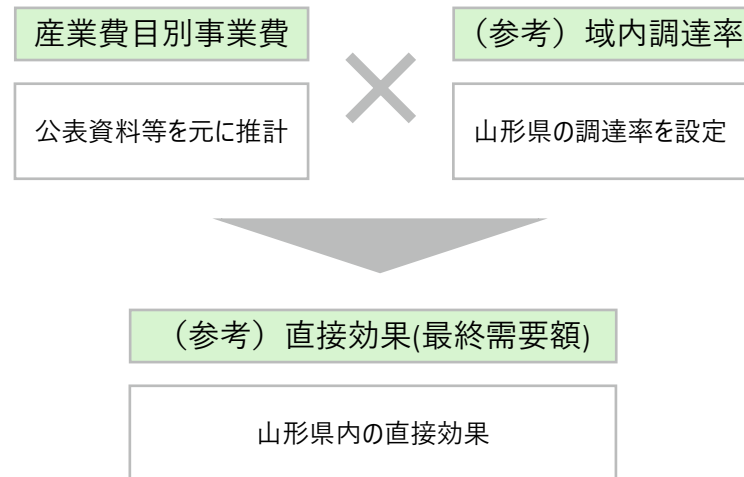 産業費目別事業費
（参考）域内調達率
公表資料等を元に推計
山形県の調達率を設定
（参考）直接効果(最終需要額)
山形県内の直接効果